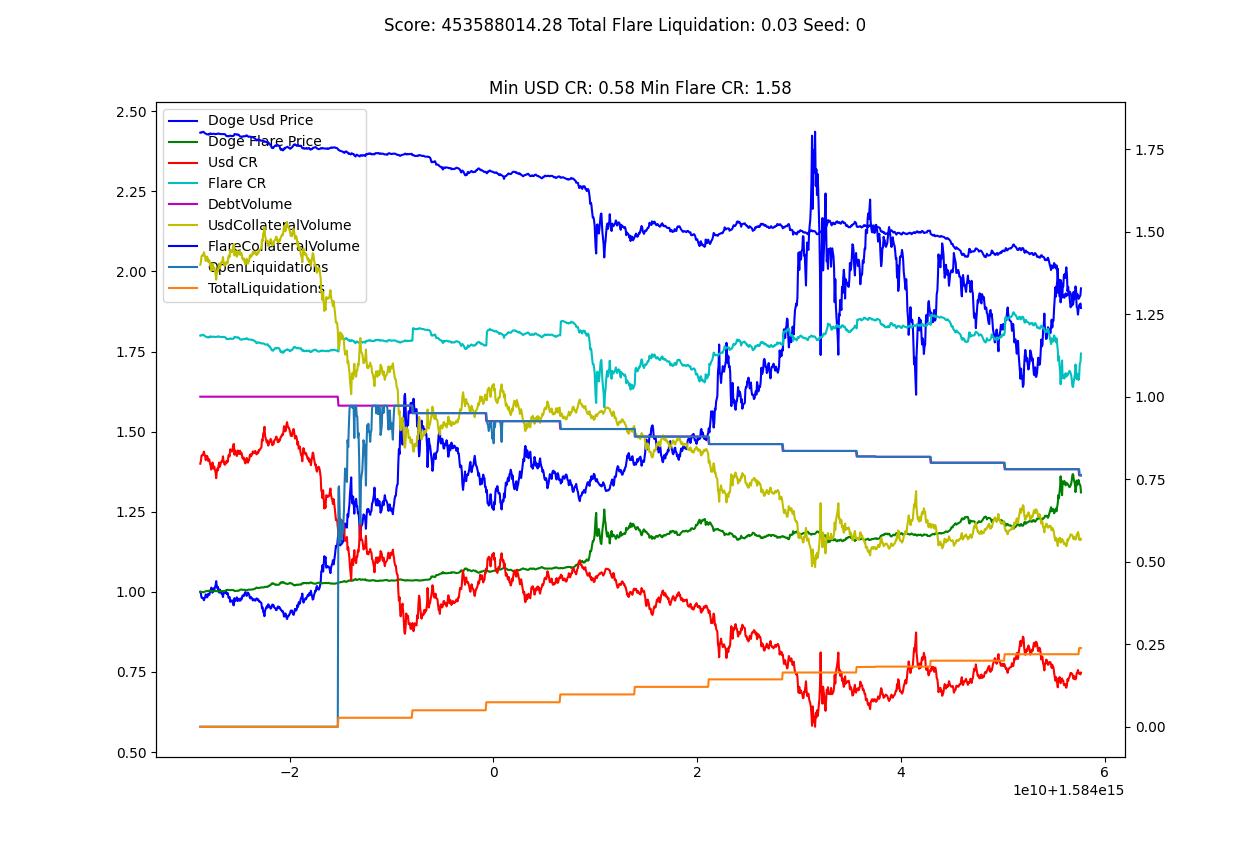 Score: 453588014.28 Total Flare Liquidation: 0.03 Seed: 0
Min USD CR: 0.58 Min Flare CR: 1.58
Doge Usd Price
Doge Flare Price
Usd CR
Flare CR
DebtVolume
UsdCollateralVolume
FlareCollateralVolume
OpenLiquidations
TotalLiquidations
2.50
2.25
2.00
1.75
1.50
1.25
1.00
0.75
0.50
1.75
1.50
1.25
1.00
0.75
0.50
0.25
0.00
−2 0 2 4 6
1e10+1.584e15